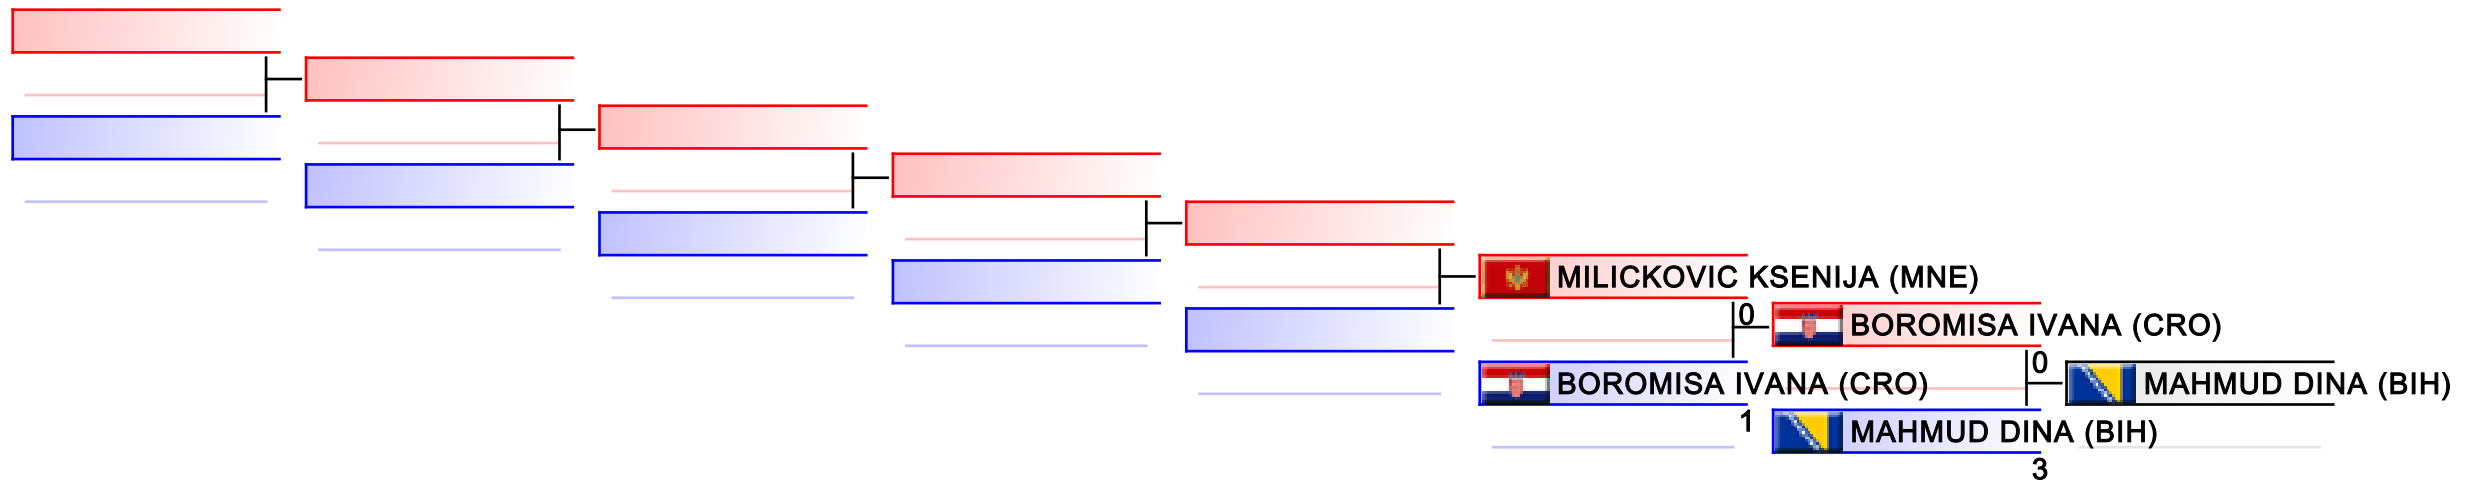 MILICKOVIC KSENIJA (MNE)
0
BOROMISA IVANA (CRO)
BOROMISA IVANA (CRO)
1
0
MAHMUD DINA (BIH)
MAHMUD DINA (BIH)
3